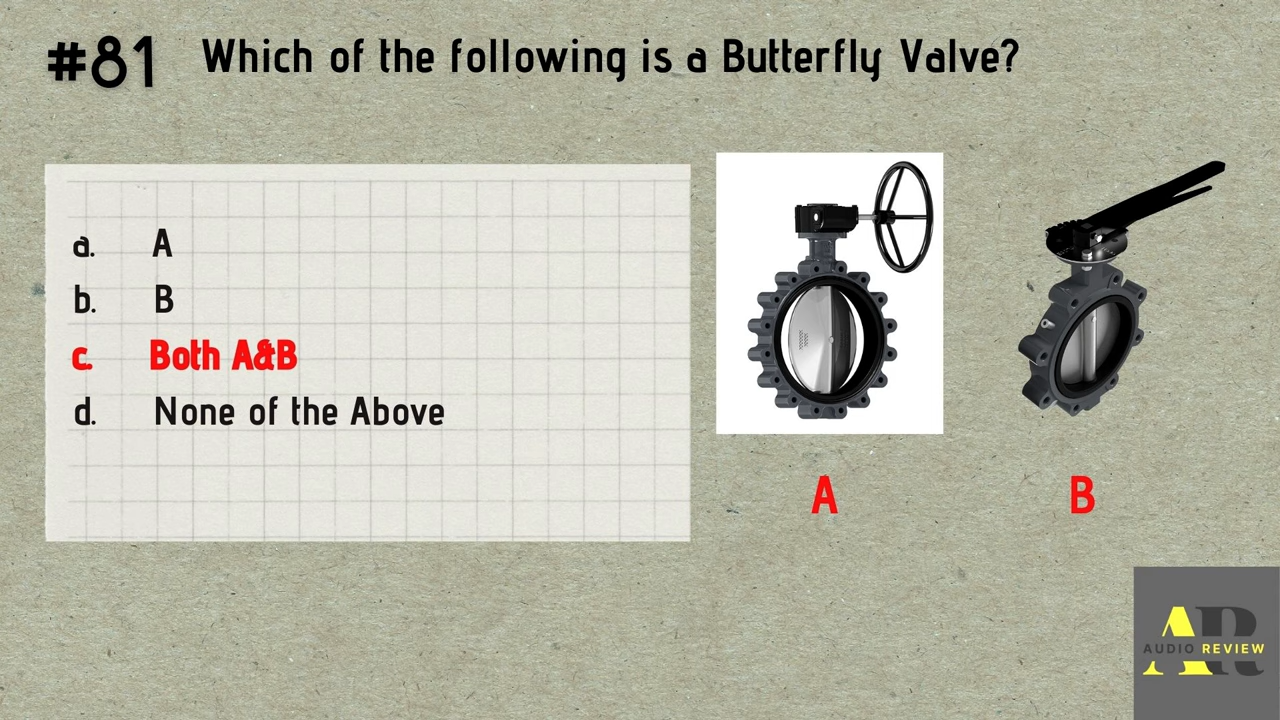 #81 Which of the following is a Butterfly Valve?
a. A
b. B
c. Both A&B
d. None of the Above
A B
AR
AUDIO REVIEW